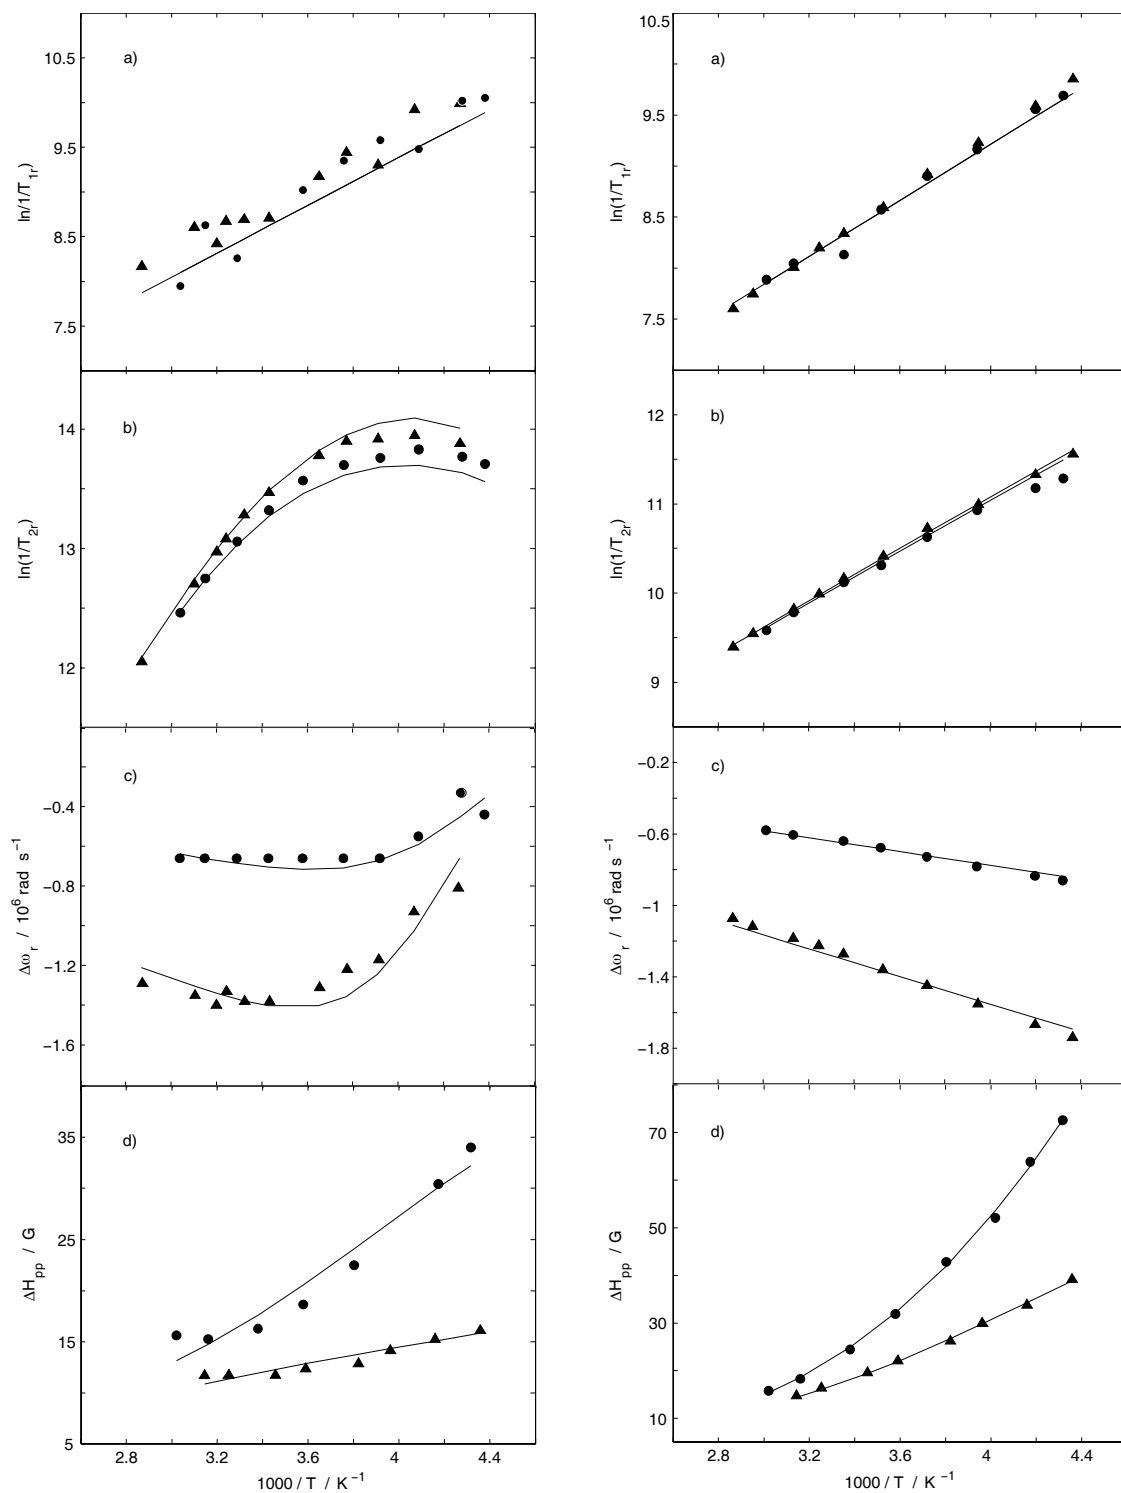 a)
10.5
9.5
8.5
7.5
ln/1/T1r)
b)
14
13
12
ln(1/T2r)
c)
−0.4
−0.8
−1.2
−1.6
Δω r / 10^6 rad s^−1
d)
35
25
15
5
ΔHpp / G
2.8 3.2 3.6 4 4.4
1000 / T / K^−1
a)
10.5
9.5
8.5
7.5
ln(1/T1r)
b)
12
11
10
9
ln(1/T2r)
c)
−0.2
−0.6
−1
−1.4
−1.8
Δω r / 10^6 rad s^−1
d)
70
50
30
10
ΔHpp / G
2.8 3.2 3.6 4 4.4
1000 / T / K^−1